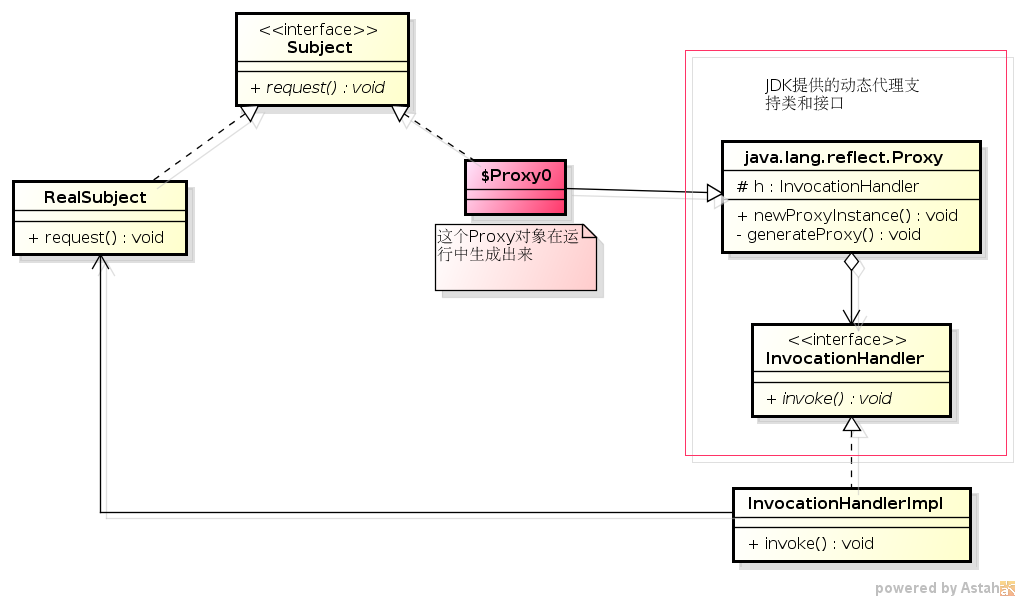 <<interface>>
Subject
+ request() : void
JDK提供的动态代理支
持类和接口
java.lang.reflect.Proxy
# h : InvocationHandler
+ newProxyInstance() : void
- generateProxy() : void
$Proxy0
这个Proxy对象在运
行中生成出来
RealSubject
+ request() : void
<<interface>>
InvocationHandler
+ invoke() : void
InvocationHandlerImpl
+ invoke() : void
powered by Astah